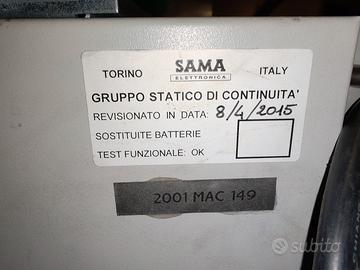 TORINO SAMA ITALY
ELETTRONICA
GRUPPO STATICO DI CONTINUITA'
REVISIONATO IN DATA: 8/4/2015
SOSTITUITE BATTERIE
TEST FUNZIONALE: OK
2001 MAC 149
subito